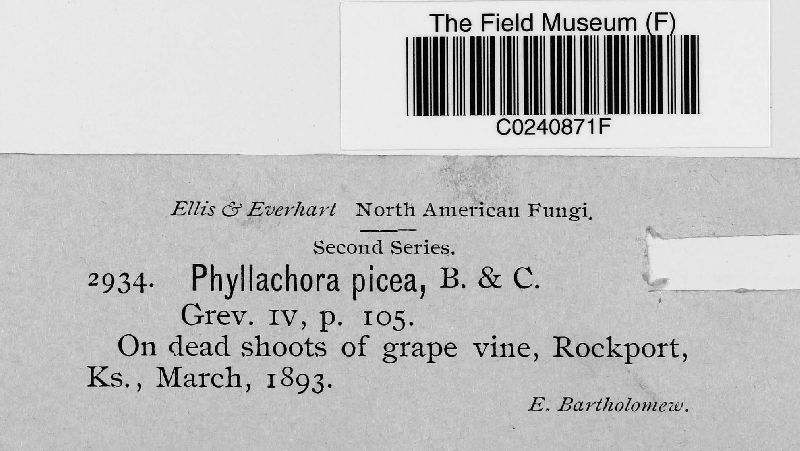 The Field Museum (F)
C0240871F
Ellis & Everhart North American Fungi.
Second Series.
2934. Phyllachora picea, B. & C.
Grev. IV, p. 105.
On dead shoots of grape vine, Rockport,
Ks., March, 1893.
E. Bartholomew.